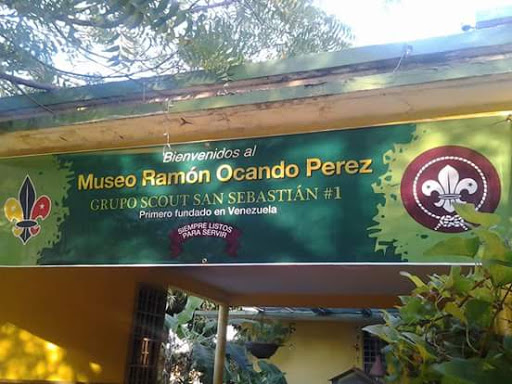 Bienvenidos al
Museo Ramón Ocando Perez
GRUPO SCOUT SAN SEBASTIÁN #1
Primero fundado en Venezuela
SIEMPRE LISTOS
PARA SERVIR